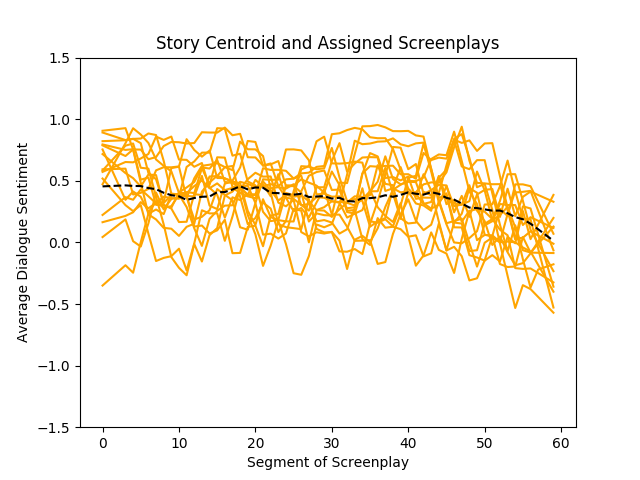 Story Centroid and Assigned Screenplays
1.5
1.0
0.5
0.0
−0.5
−1.0
−1.5
Average Dialogue Sentiment
0 10 20 30 40 50 60
Segment of Screenplay